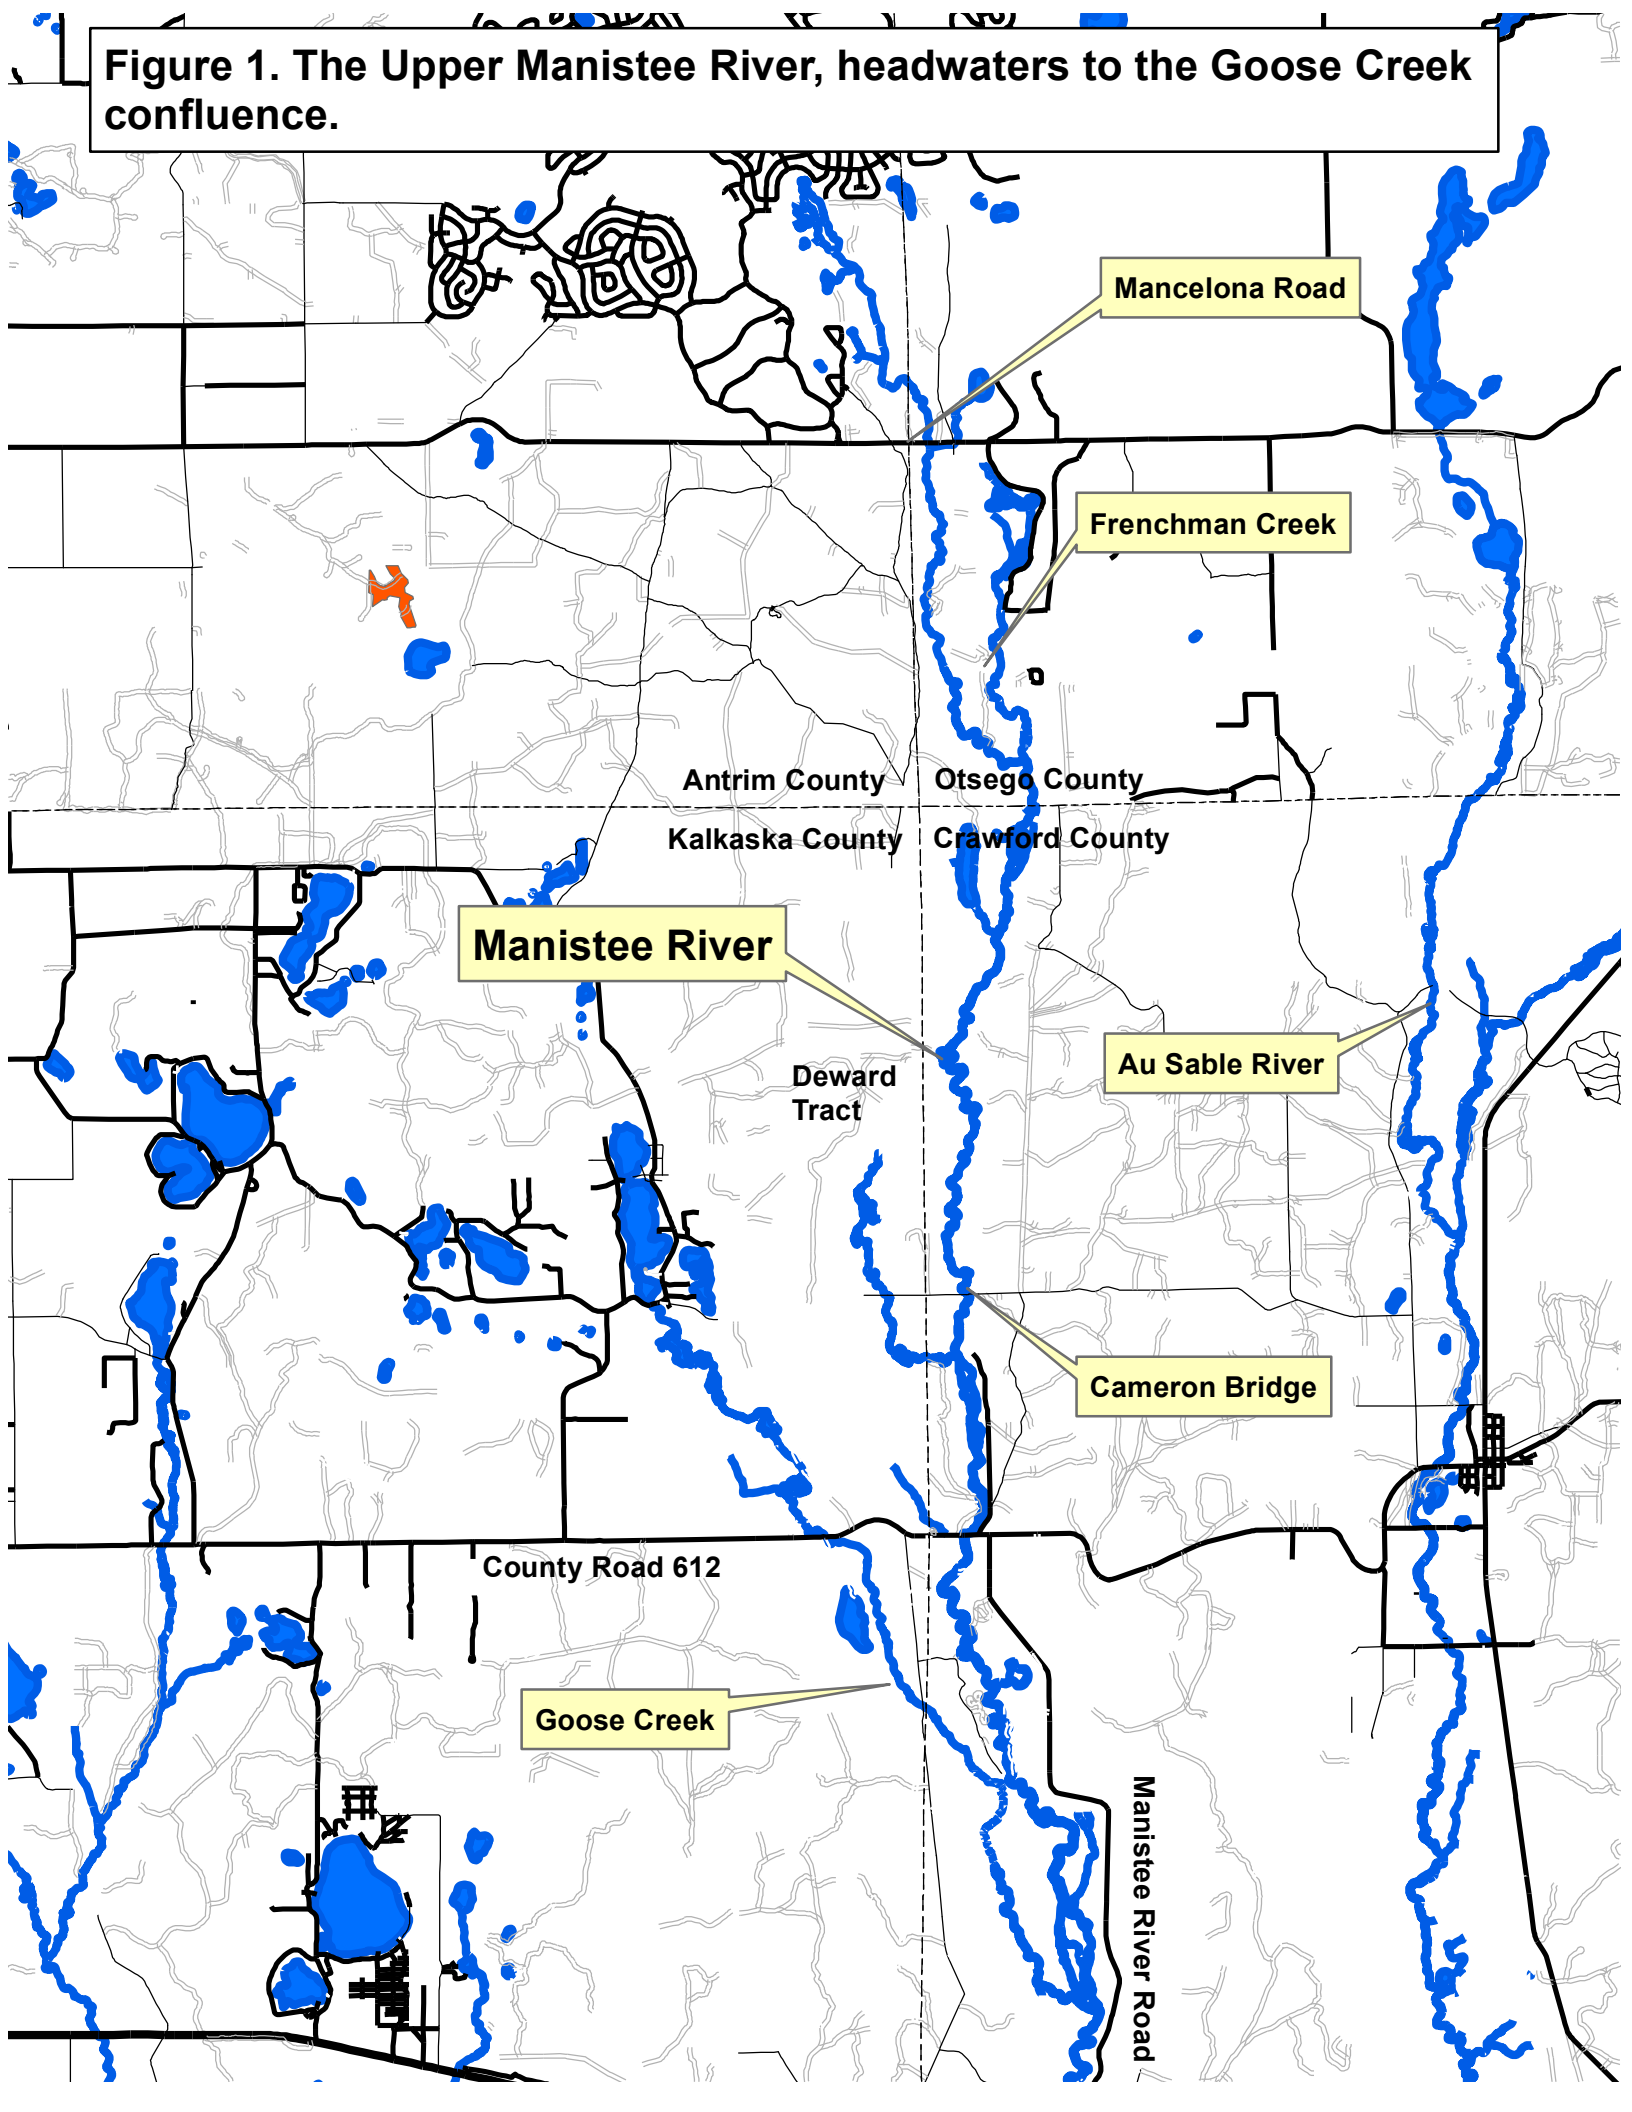 Figure 1. The Upper Manistee River, headwaters to the Goose Creek
confluence.
Mancelona Road
Frenchman Creek
Antrim County
Otsego County
Kalkaska County
Crawford County
Manistee River
Au Sable River
Deward
Tract
Cameron Bridge
County Road 612
Goose Creek
Manistee River Road